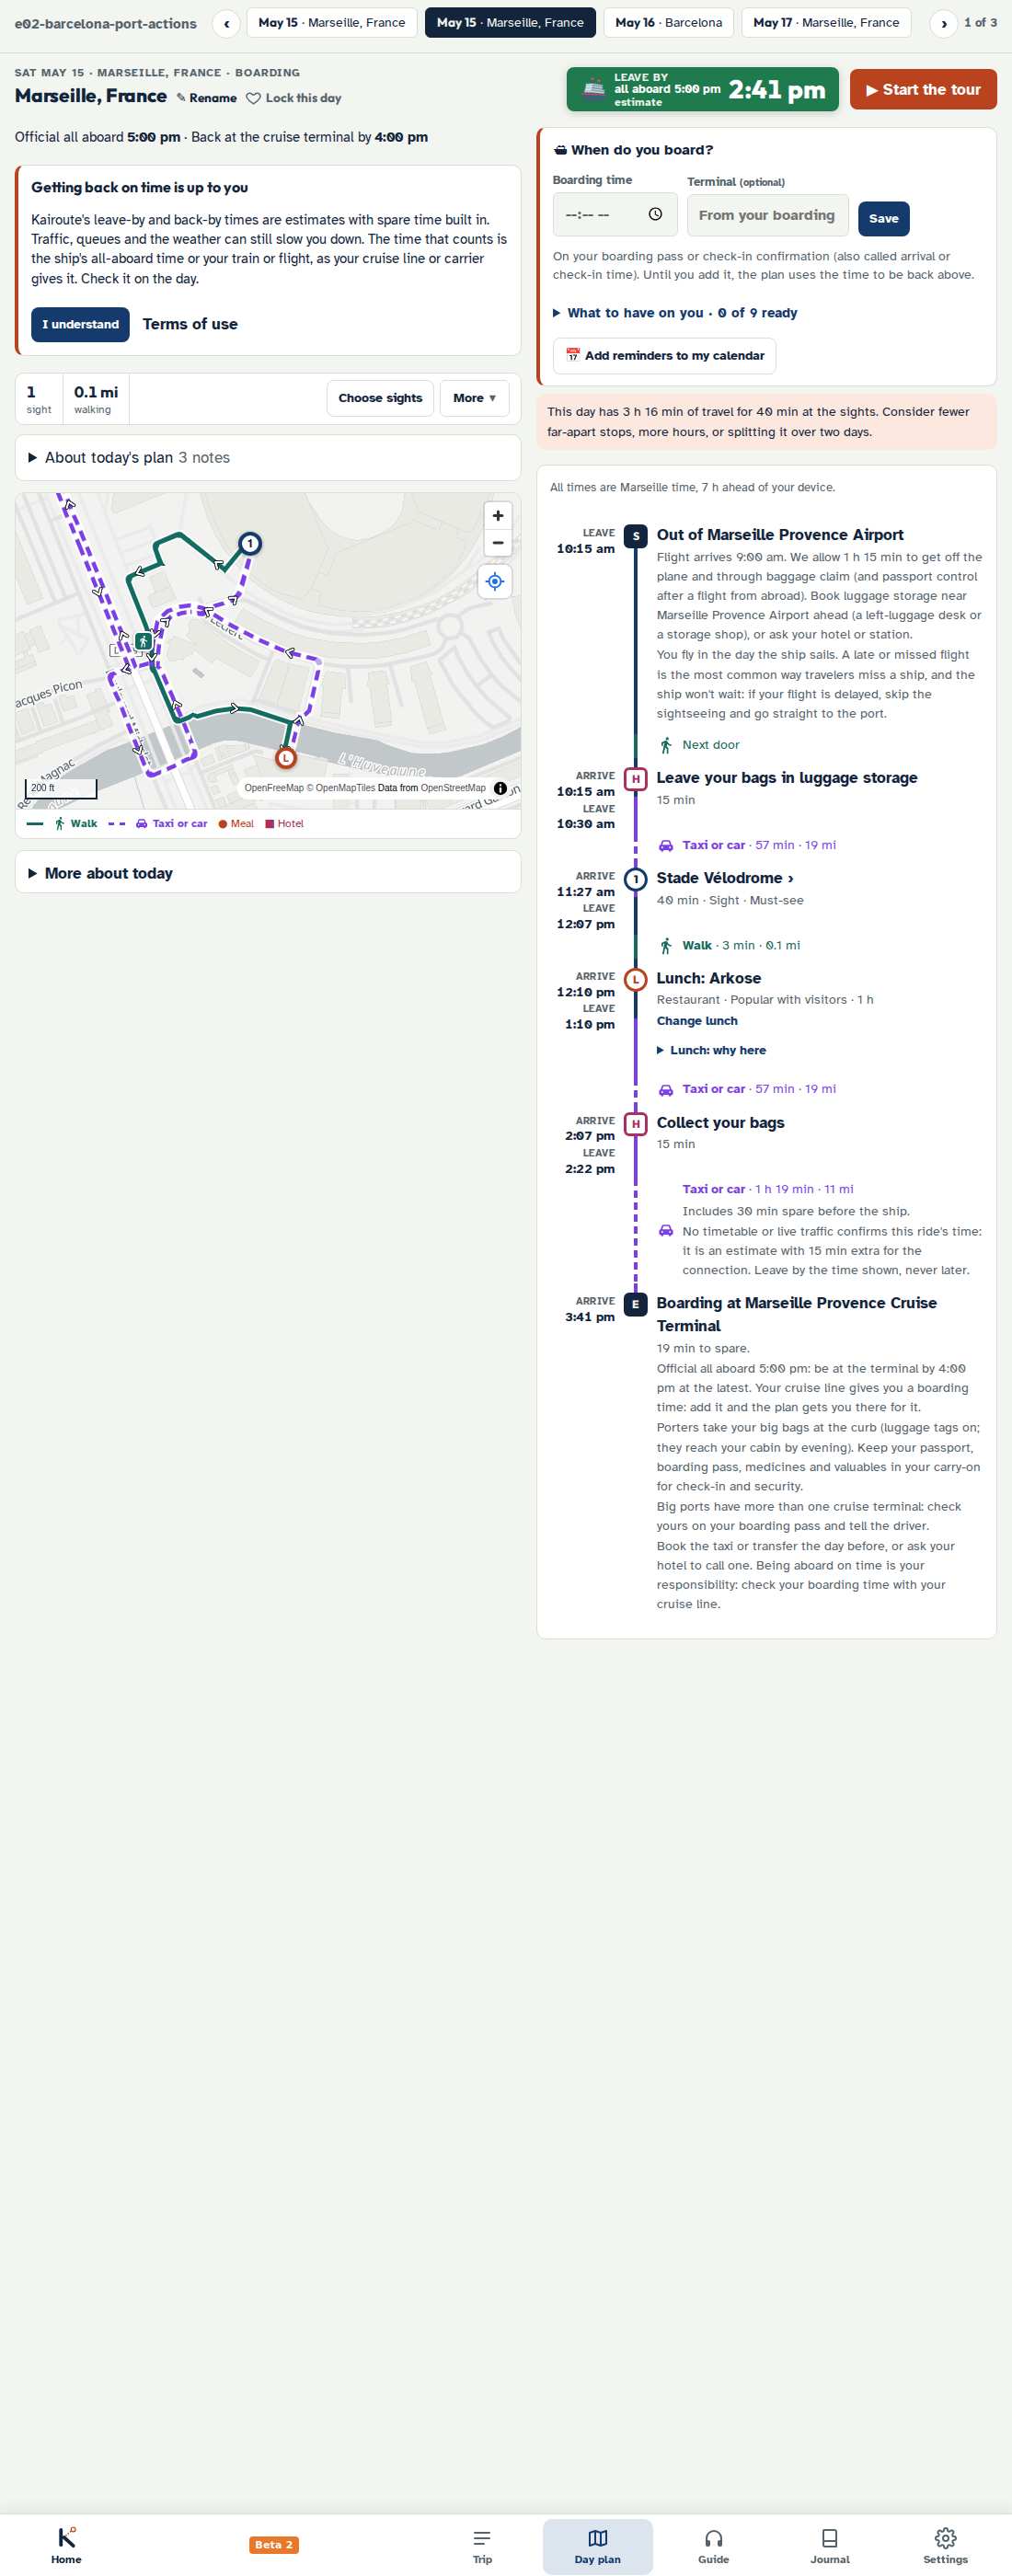 e02-barcelona-port-actions
‹
May 15 · Marseille, France
May 15 · Marseille, France
May 16 · Barcelona
May 17 · Marseille, France
›
1 of 3
SAT MAY 15 · MARSEILLE, FRANCE · BOARDING
Marseille, France
✎ Rename
Lock this day
LEAVE BY
all aboard 5:00 pm
estimate
2:41 pm
▶ Start the tour
Official all aboard 5:00 pm · Back at the cruise terminal by 4:00 pm
Getting back on time is up to you
Kairoute's leave-by and back-by times are estimates with spare time built in.
Traffic, queues and the weather can still slow you down. The time that counts is
the ship's all-aboard time or your train or flight, as your cruise line or carrier
gives it. Check it on the day.
I understand
Terms of use
1
sight
0.1 mi
walking
Choose sights
More ▼
▶ About today's plan 3 notes
1
L
acques Picon
L'Huveaune
200 ft
OpenFreeMap © OpenMapTiles Data from OpenStreetMap
Walk
Taxi or car
Meal
Hotel
▶ More about today
When do you board?
Boarding time
Terminal (optional)
--:-- --
From your boarding
Save
On your boarding pass or check-in confirmation (also called arrival or
check-in time). Until you add it, the plan uses the time to be back above.
▶ What to have on you · 0 of 9 ready
Add reminders to my calendar
This day has 3 h 16 min of travel for 40 min at the sights. Consider fewer
far-apart stops, more hours, or splitting it over two days.
All times are Marseille time, 7 h ahead of your device.
LEAVE
10:15 am
S
Out of Marseille Provence Airport
Flight arrives 9:00 am. We allow 1 h 15 min to get off the
plane and through baggage claim (and passport control
after a flight from abroad). Book luggage storage near
Marseille Provence Airport ahead (a left-luggage desk or
a storage shop), or ask your hotel or station.
You fly in the day the ship sails. A late or missed flight
is the most common way travelers miss a ship, and the
ship won't wait: if your flight is delayed, skip the
sightseeing and go straight to the port.
Next door
ARRIVE
10:15 am
LEAVE
10:30 am
H
Leave your bags in luggage storage
15 min
Taxi or car · 57 min · 19 mi
ARRIVE
11:27 am
LEAVE
12:07 pm
1
Stade Vélodrome ›
40 min · Sight · Must-see
Walk · 3 min · 0.1 mi
ARRIVE
12:10 pm
LEAVE
1:10 pm
L
Lunch: Arkose
Restaurant · Popular with visitors · 1 h
Change lunch
▶ Lunch: why here
Taxi or car · 57 min · 19 mi
ARRIVE
2:07 pm
LEAVE
2:22 pm
H
Collect your bags
15 min
Taxi or car · 1 h 19 min · 11 mi
Includes 30 min spare before the ship.
No timetable or live traffic confirms this ride's time:
it is an estimate with 15 min extra for the
connection. Leave by the time shown, never later.
ARRIVE
3:41 pm
E
Boarding at Marseille Provence Cruise
Terminal
19 min to spare.
Official all aboard 5:00 pm: be at the terminal by 4:00
pm at the latest. Your cruise line gives you a boarding
time: add it and the plan gets you there for it.
Porters take your big bags at the curb (luggage tags on;
they reach your cabin by evening). Keep your passport,
boarding pass, medicines and valuables in your carry-on
for check-in and security.
Big ports have more than one cruise terminal: check
yours on your boarding pass and tell the driver.
Book the taxi or transfer the day before, or ask your
hotel to call one. Being aboard on time is your
responsibility: check your boarding time with your
cruise line.
Home
Beta 2
Trip
Day plan
Guide
Journal
Settings